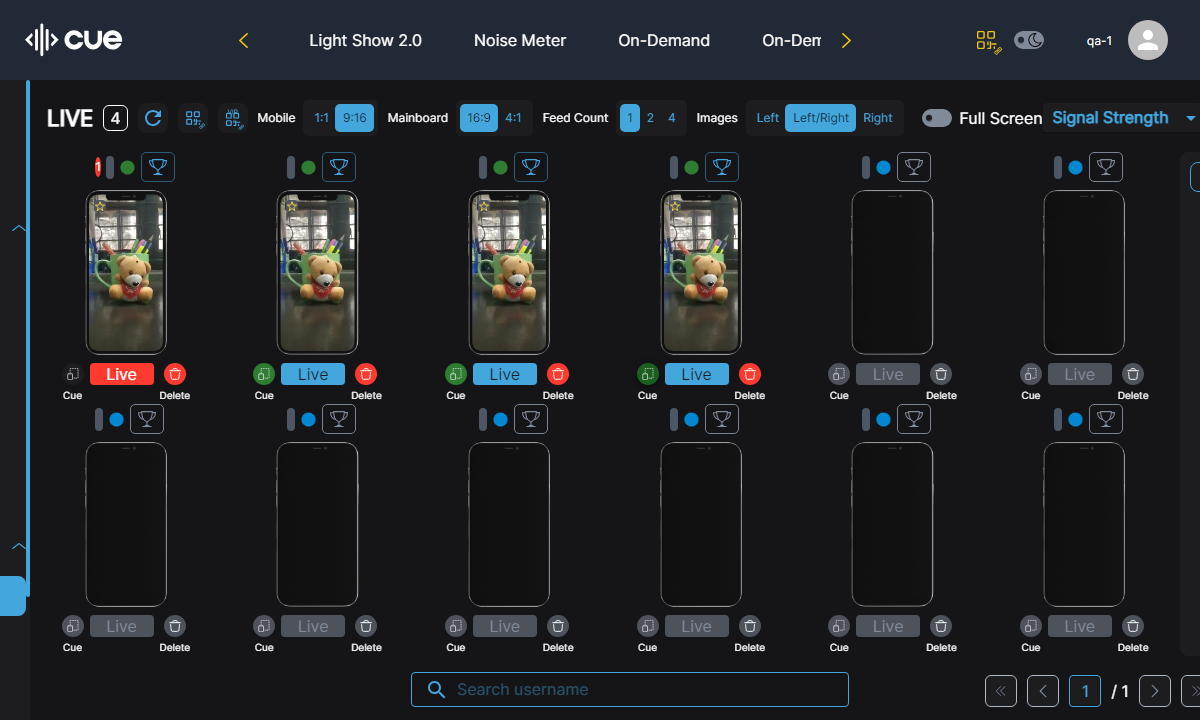 cue
Light Show 2.0
Noise Meter
On-Demand
On-Dem
qa-1
LIVE 4
Mobile 1:1 9:16
Mainboard 16:9 4:1
Feed Count 1 2 4
Images Left Left/Right Right
Full Screen
Signal Strength
1
Live Live Live Live Live Live
Cue Delete Cue Delete Cue Delete Cue Delete Cue Delete Cue Delete
Live Live Live Live Live Live
Cue Delete Cue Delete Cue Delete Cue Delete Cue Delete Cue Delete
Search username
1 / 1